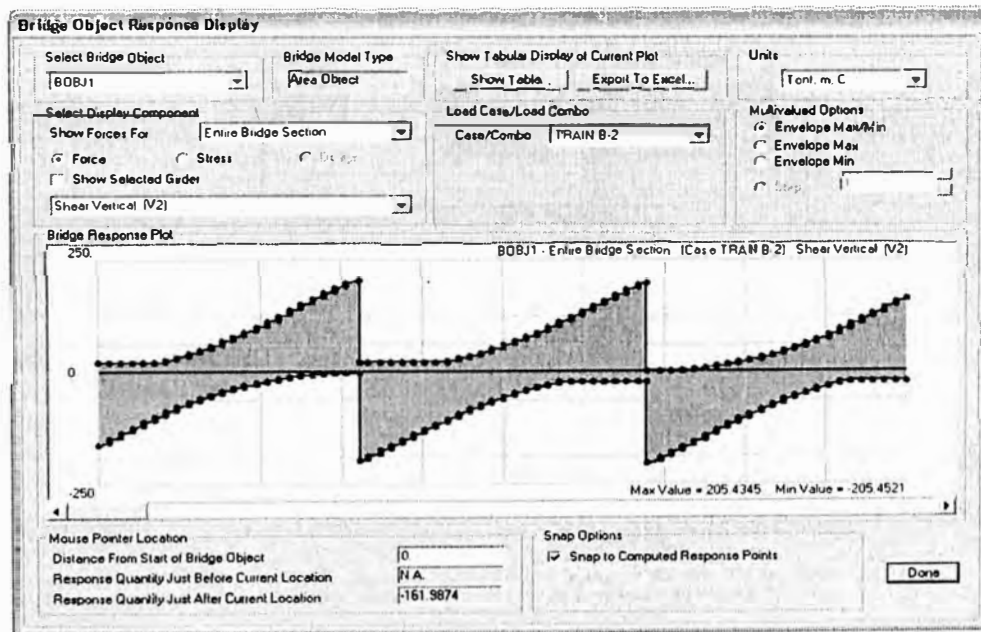 Bridge Object Response Display
Select Bridge Object
BOBJ1
Bridge Model Type
Area Object
Show Tabular Display of Current Plot
Show Table...
Export To Excel...
Units
Tonf, m, C
Select Display Component
Show Forces For
Entire Bridge Section
Force
Stress
Show Selected Girder
Shear Vertical (V2)
Load Case/Load Combo
Case/Combo
TRAIN B-2
Multivalued Options
Envelope Max/Min
Envelope Max
Envelope Min
Step
Bridge Response Plot
250.
BOBJ1 - Entire Bridge Section (Case TRAN B-2) Shear Vertical (V2)
0
-250.
Max Value = 205.4345 Min Value = -205.4521
Mouse Pointer Location
Distance From Start of Bridge Object
0.
Response Quantity Just Before Current Location
N.A.
Response Quantity Just After Current Location
-161.9874
Snap Options
Snap to Computed Response Points
Done